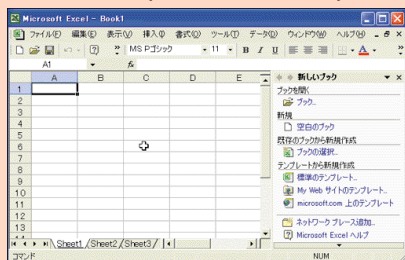 Microsoft Excel - Book1
ファイル(F) 編集(E) 表示(V) 挿入(I) 書式(O) ツール(T) データ(D) ウィンドウ(W) ヘルプ(H)
MS Pゴシック 11 B I U A
A1 fx
A B C D E
1
2
3
4
5
6
7
8
9
10
11
12
13
Sheet1 Sheet2 Sheet3
新しいブック
ブックを開く
ブック...
新規
空白のブック
既存のブックから新規作成
ブックの選択...
テンプレートから新規作成
標準のテンプレート...
My Web サイトのテンプレート...
microsoft.com 上のテンプレート
ネットワーク プレース追加...
Microsoft Excel ヘルプ
コマンド NUM